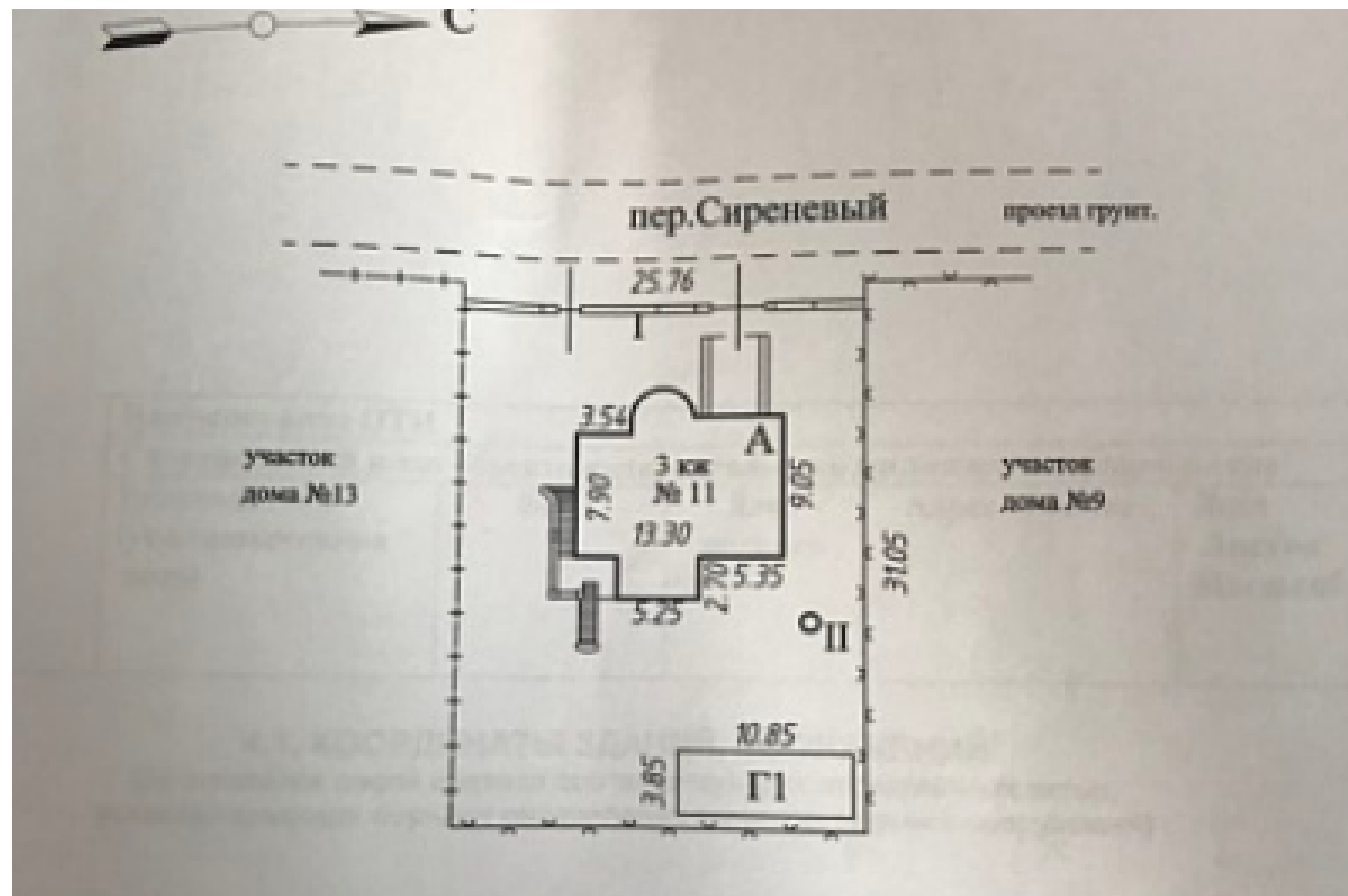 С
пер.Сиреневый
проезд грунт.
25.76
I
3.54
А
участок
дома №13
3 кж
№ 11
7.90
9.05
участок
дома №9
13.30
31.05
5.35
2.70
5.25
II
10.85
3.85
Г1